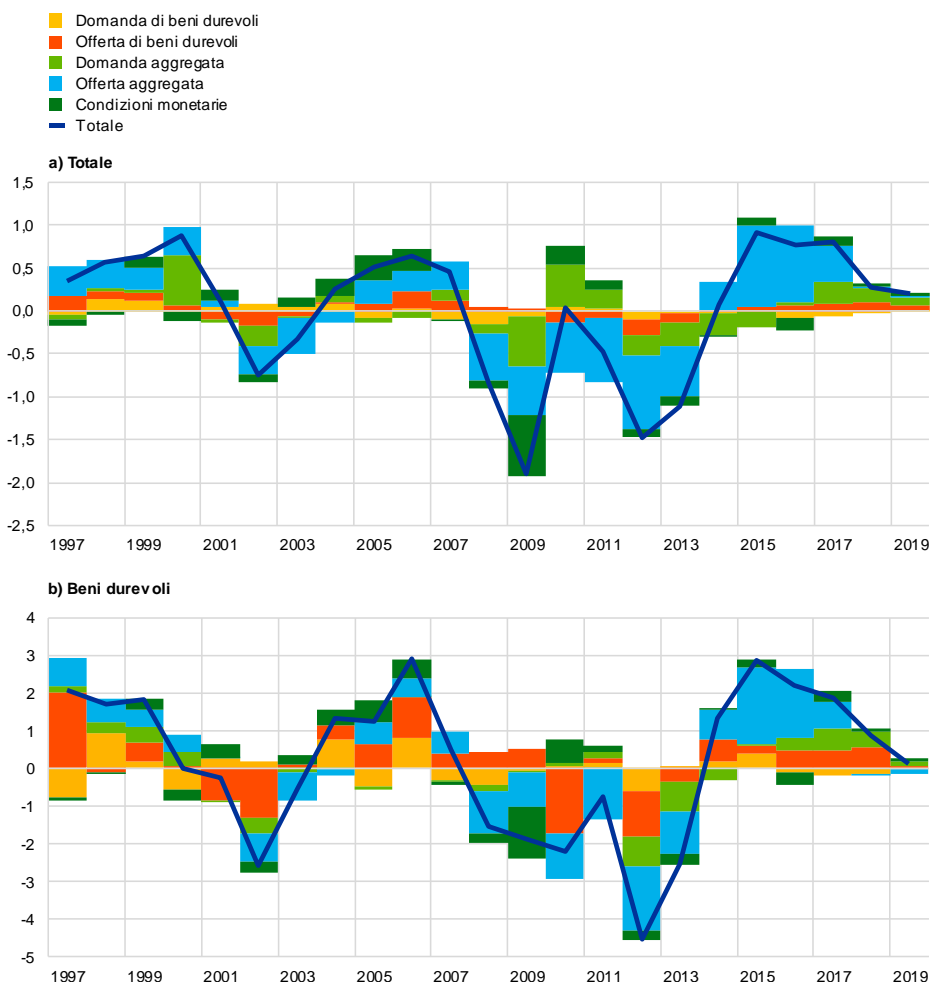 Domanda di beni durevoli
Offerta di beni durevoli
Domanda aggregata
Offerta aggregata
Condizioni monetarie
Totale
a) Totale
1,5
1,0
0,5
0,0
-0,5
-1,0
-1,5
-2,0
-2,5
1997 1999 2001 2003 2005 2007 2009 2011 2013 2015 2017 2019
b) Beni durevoli
4
3
2
1
0
-1
-2
-3
-4
-5
1997 1999 2001 2003 2005 2007 2009 2011 2013 2015 2017 2019